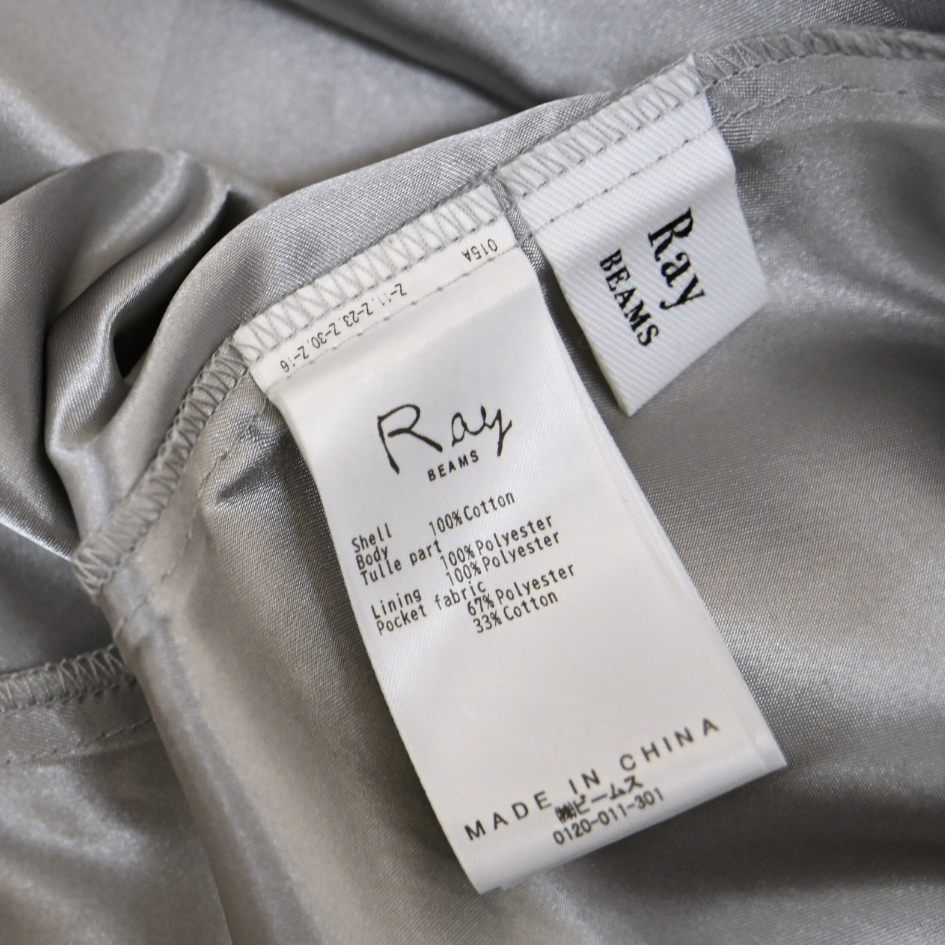 Ray
BEAMS
015A
Z-11,Z-23,Z-30,Z-16
Ray
BEAMS
Shell
Body 100%Cotton
Tulle part
100%Polyester
Lining 100%Polyester
Pocket fabric
67%Polyester
33%Cotton
MADE IN CHINA
㈱ビームス
0120-011-301